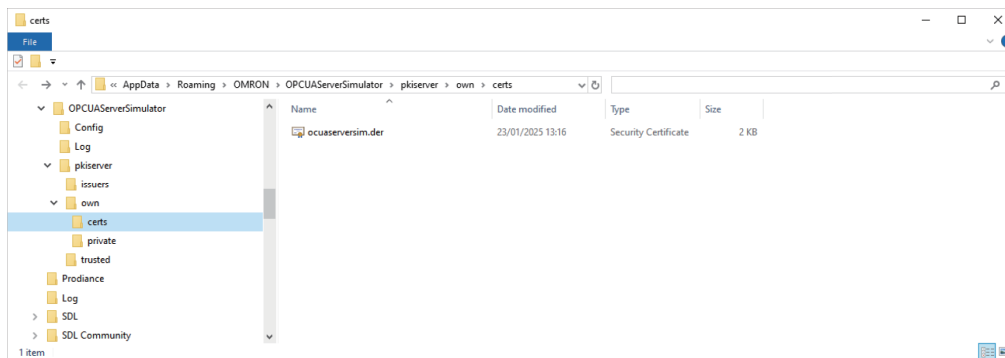 certs
File
« AppData > Roaming > OMRON > OPCUAServerSimulator > pkiserver > own > certs
OPCUAServerSimulator
Config
Log
pkiserver
issuers
own
certs
private
trusted
Prodiance
Log
SDL
SDL Community
Name Date modified Type Size
ocuaserversim.der 23/01/2025 13:16 Security Certificate 2 KB
1 item